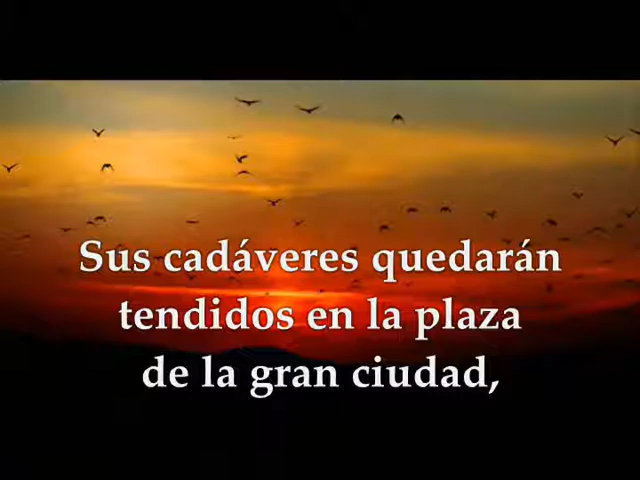 Sus cadáveres quedarán
tendidos en la plaza
de la gran ciudad,